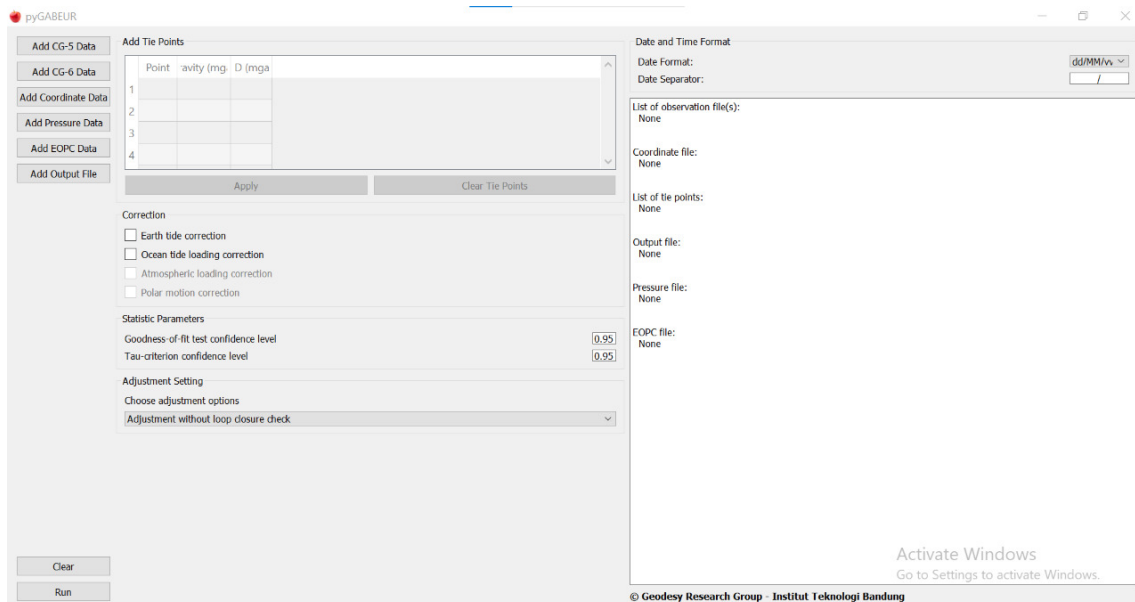 pyGABEUR
Add CG-5 Data
Add CG-6 Data
Add Coordinate Data
Add Pressure Data
Add EOPC Data
Add Output File
Clear
Run
Add Tie Points
Point avity (mg. D (mga
1
2
3
4
Apply Clear Tie Points
Correction
Earth tide correction
Ocean tide loading correction
Atmospheric loading correction
Polar motion correction
Statistic Parameters
Goodness-of-fit test confidence level 0.95
Tau-criterion confidence level 0.95
Adjustment Setting
Choose adjustment options
Adjustment without loop closure check
Date and Time Format
Date Format: dd/MM/yy
Date Separator: /
List of observation file(s):
None
Coordinate file:
None
List of tie points:
None
Output file:
None
Pressure file:
None
EOPC file:
None
Activate Windows
Go to Settings to activate Windows.
© Geodesy Research Group - Institut Teknologi Bandung